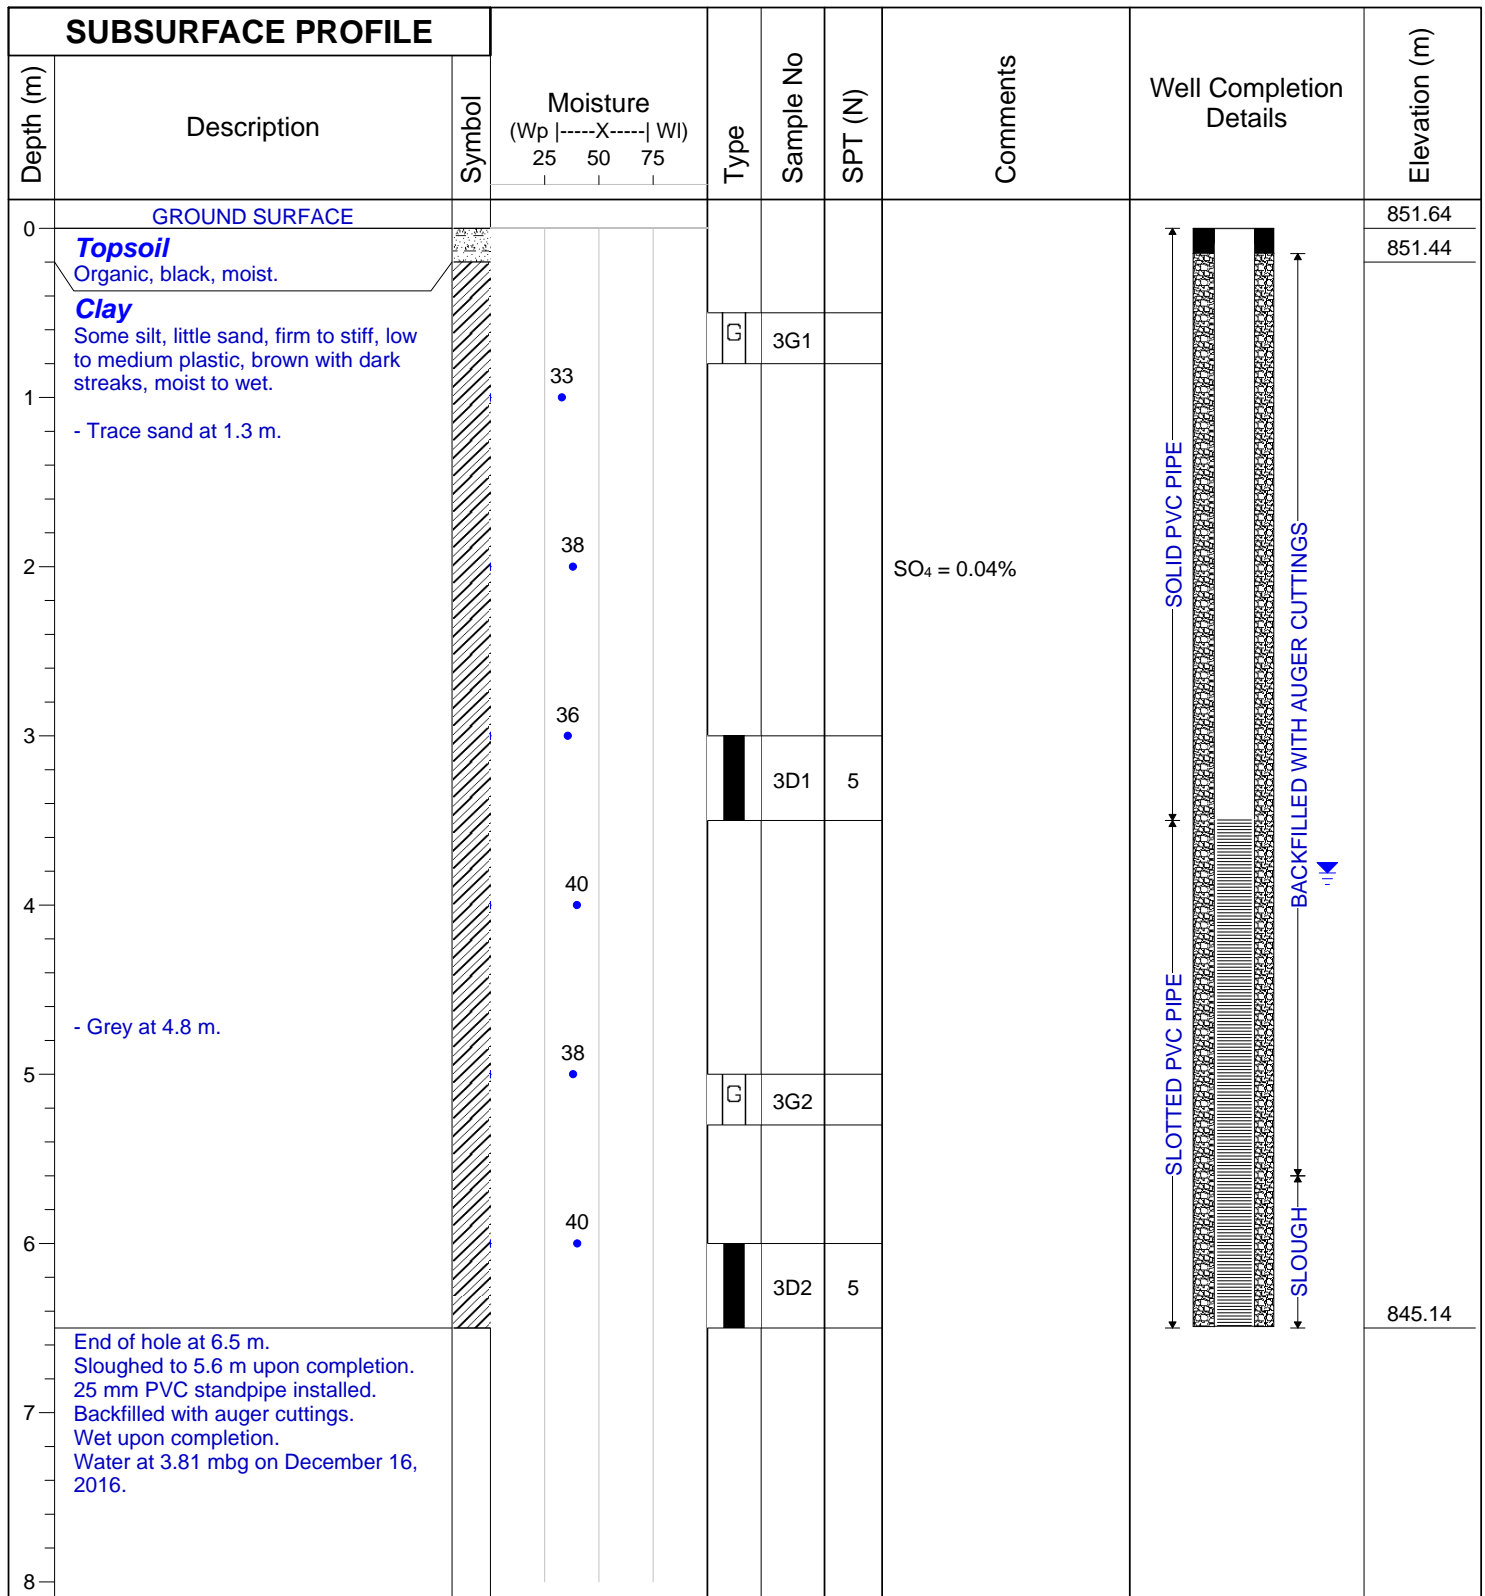 SUBSURFACE PROFILE
Depth (m)
Description
Symbol
Moisture
(Wp |-----X-----| Wl)
25 50 75
Type
Sample No
SPT (N)
Comments
Well Completion
Details
Elevation (m)
GROUND SURFACE
851.64
0
Topsoil
851.44
Organic, black, moist.
Clay
Some silt, little sand, firm to stiff, low
to medium plastic, brown with dark
streaks, moist to wet.
G 3G1
33
1
- Trace sand at 1.3 m.
38
2
SO₄ = 0.04%
SOLID PVC PIPE
BACKFILLED WITH AUGER CUTTINGS
36
3
3D1 5
40
4
- Grey at 4.8 m.
38
5
G 3G2
SLOTTED PVC PIPE
40
6
3D2 5
SLOUGH
845.14
End of hole at 6.5 m.
Sloughed to 5.6 m upon completion.
25 mm PVC standpipe installed.
7
Backfilled with auger cuttings.
Wet upon completion.
Water at 3.81 mbg on December 16,
2016.
8